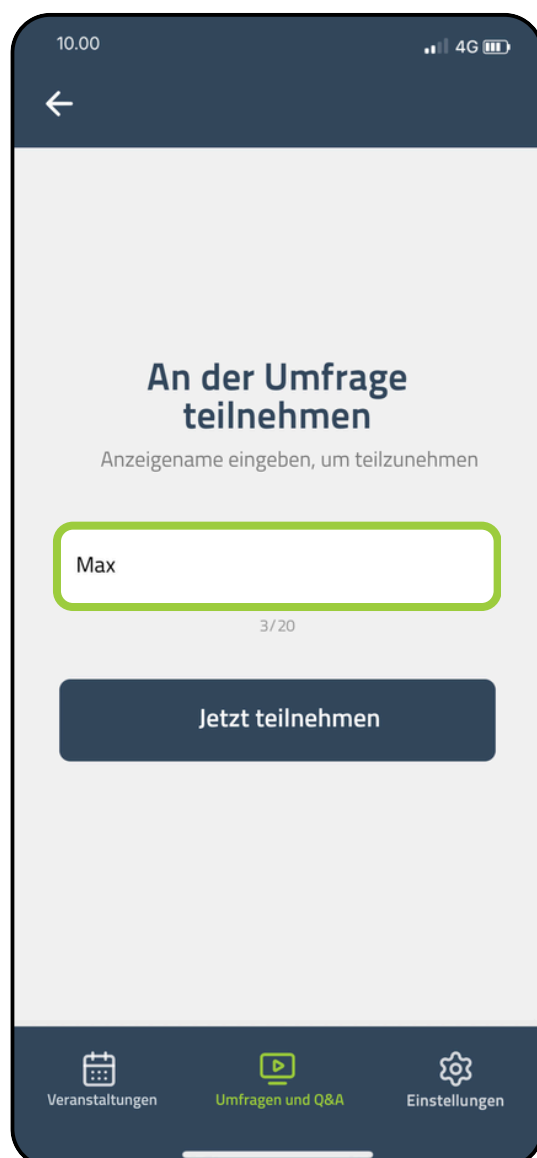 10.00
4G
An der Umfrage
teilnehmen
Anzeigename eingeben, um teilzunehmen
Max
3/20
Jetzt teilnehmen
Veranstaltungen
Umfragen und Q&A
Einstellungen